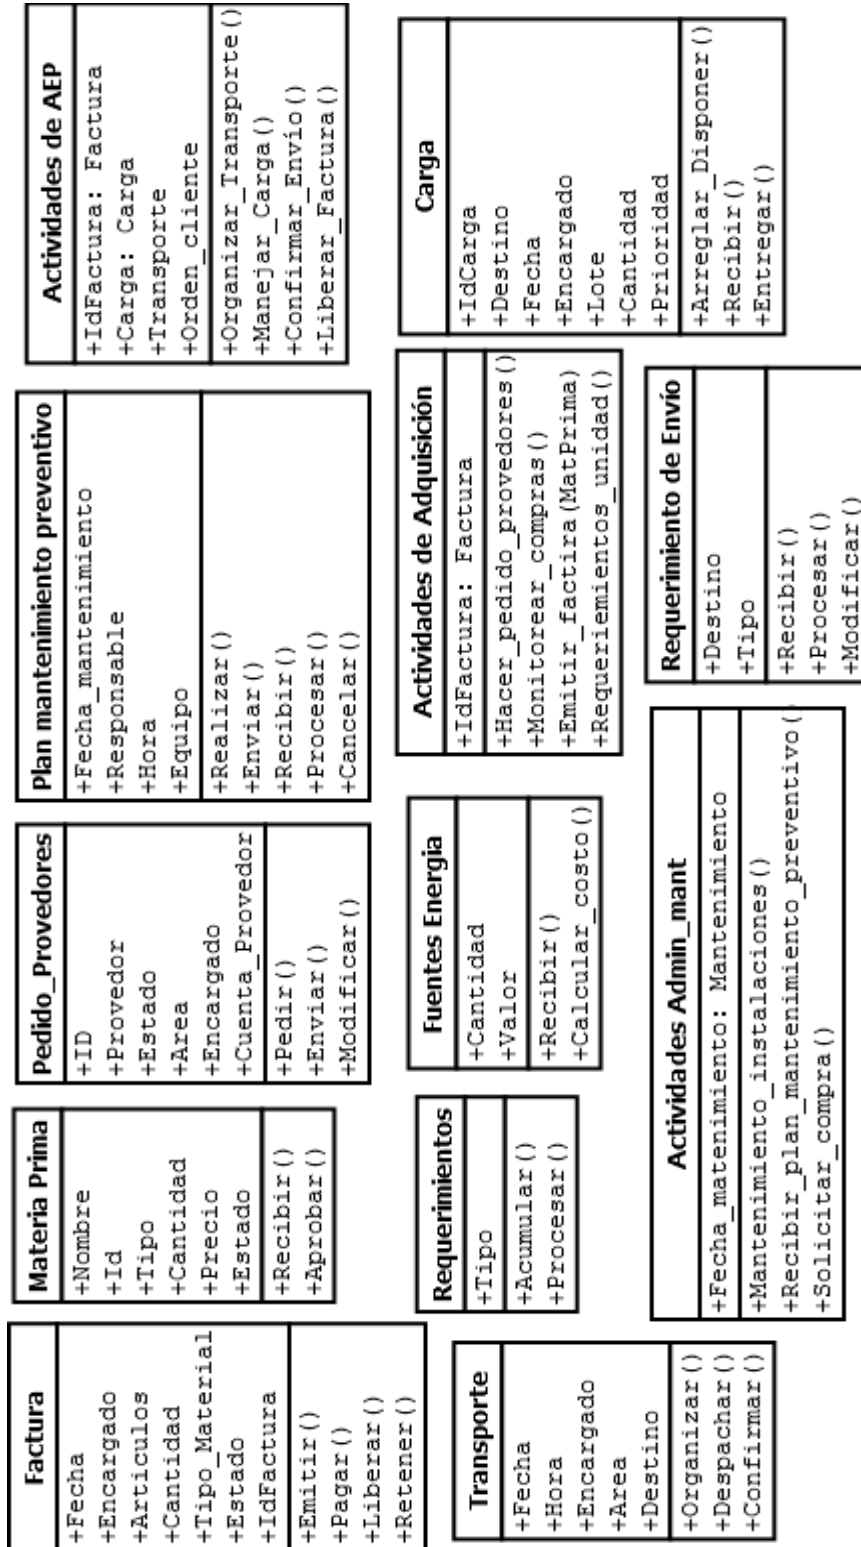 Factura
+Fecha
+Encargado
+Articulos
+Cantidad
+Tipo_Material
+Estado
+IdFactura
+Emitir()
+Pagar()
+Liberar()
+Retener()
Materia Prima
+Nombre
+Id
+Tipo
+Cantidad
+Precio
+Estado
+Recibir()
+Aprobar()
Pedido_Provedores
+ID
+Provedor
+Estado
+Area
+Encargado
+Cuenta_Provedor
+Pedir()
+Enviar()
+Modificar()
Plan mantenimiento preventivo
+Fecha_mantenimiento
+Responsable
+Hora
+Equipo
+Realizar()
+Enviar()
+Recibir()
+Procesar()
+Cancelar()
Actividades de AEP
+IdFactura: Factura
+Carga: Carga
+Transporte
+Orden_cliente
+Organizar_Transporte()
+Manejar_Carga()
+Confirmar_Envío()
+Liberar_Factura()
Transporte
+Fecha
+Hora
+Encargado
+Area
+Destino
+Organizar()
+Despachar()
+Confirmar()
Requerimientos
+Tipo
+Acumular()
+Procesar()
Fuentes Energia
+Cantidad
+Valor
+Recibir()
+Calcular_costo()
Actividades de Adquisición
+IdFactura: Factura
+Hacer_pedido_provedores()
+Monitorear_compras()
+Emitir_factira(MatPrima)
+Requeriemientos_unidad()
Carga
+IdCarga
+Destino
+Fecha
+Encargado
+Lote
+Cantidad
+Prioridad
+Arreglar_Disponer()
+Recibir()
+Entregar()
Actividades Admin_mant
+Fecha_matenimiento: Mantenimiento
+Mantenimiento_instalaciones()
+Recibir_plan_mantenimiento_preventivo()
+Solicitar_compra()
Requerimiento de Envío
+Destino
+Tipo
+Recibir()
+Procesar()
+Modificar()